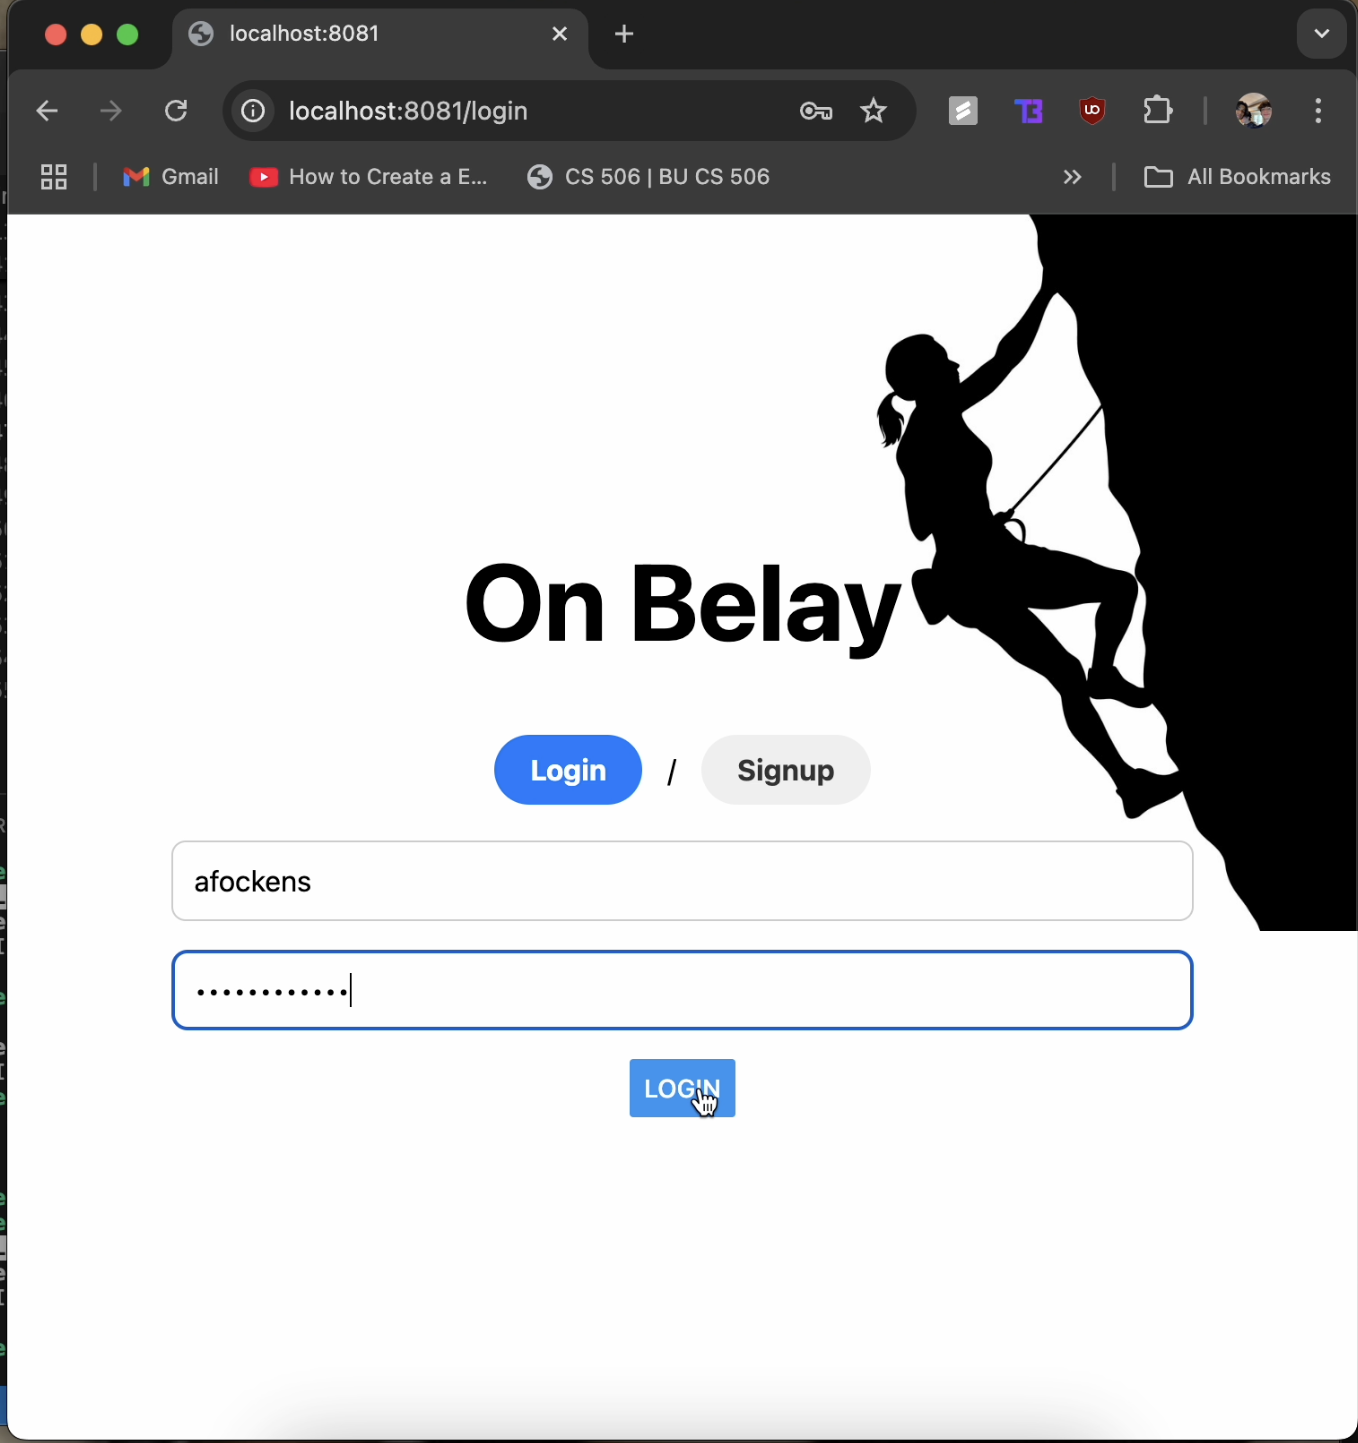 localhost:8081
localhost:8081/login
Gmail
How to Create a E...
CS 506 | BU CS 506
All Bookmarks
On Belay
Login / Signup
afockens
••••••••••••
LOGIN